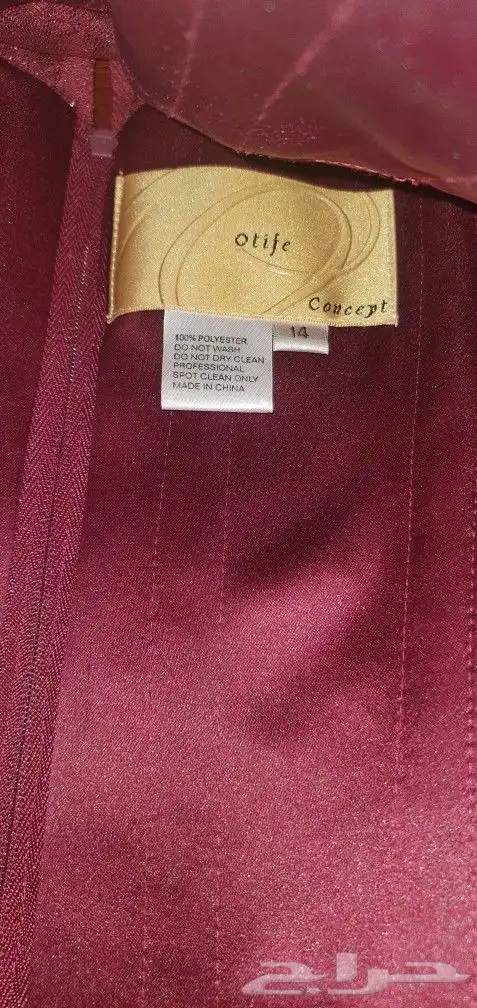 Otife
Concept
14
100% POLYESTER
DO NOT WASH
DO NOT DRY CLEAN
PROFESSIONAL
SPOT CLEAN ONLY
MADE IN CHINA
حراج